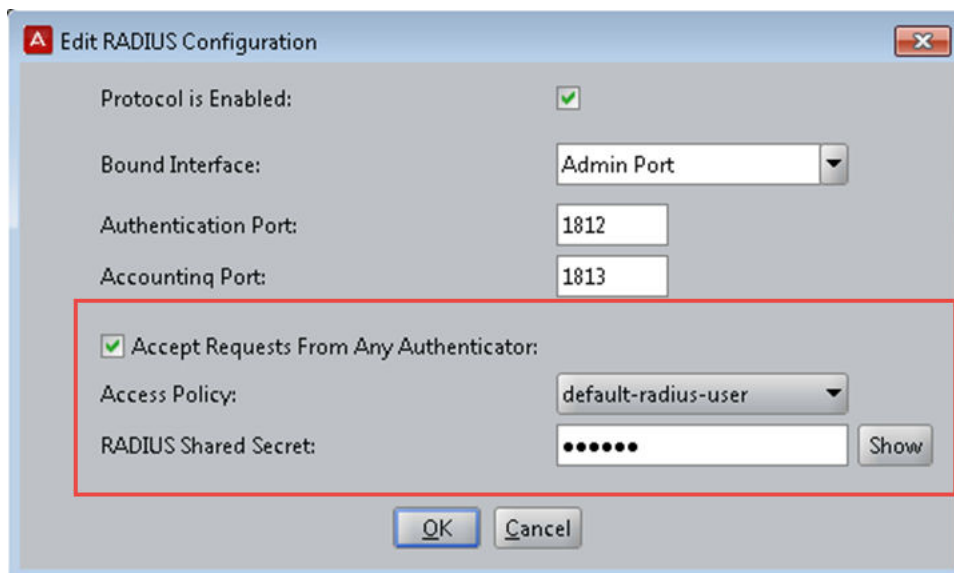 Edit RADIUS Configuration
Protocol is Enabled:
Bound Interface: Admin Port
Authentication Port: 1812
Accounting Port: 1813
Accept Requests From Any Authenticator:
Access Policy: default-radius-user
RADIUS Shared Secret: •••••• Show
OK Cancel